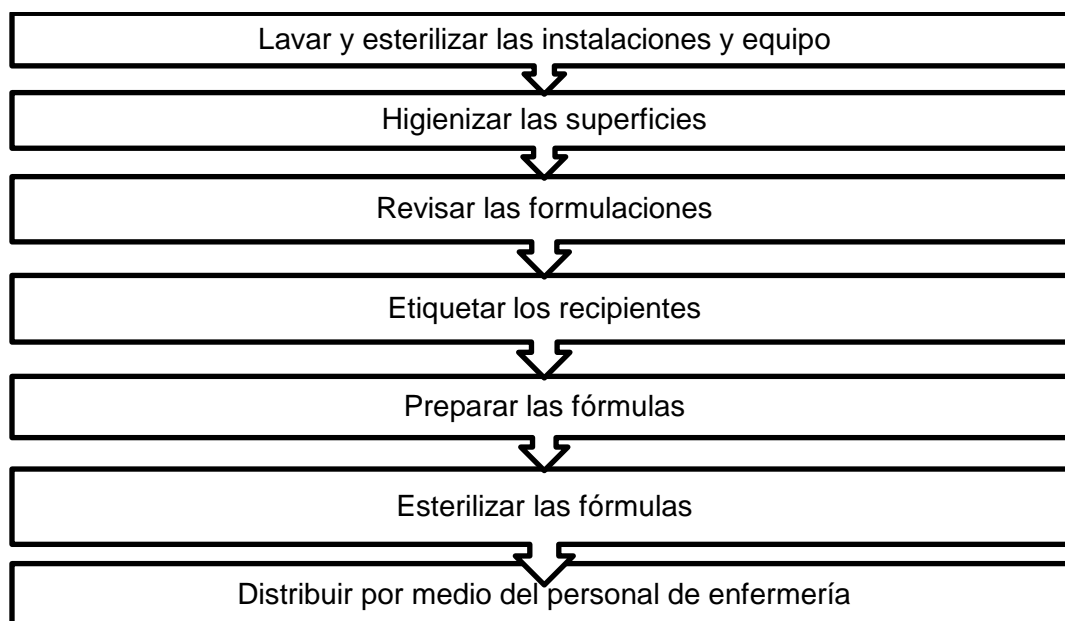 Lavar y esterilizar las instalaciones y equipo
Higienizar las superficies
Revisar las formulaciones
Etiquetar los recipientes
Preparar las fórmulas
Esterilizar las fórmulas
Distribuir por medio del personal de enfermería